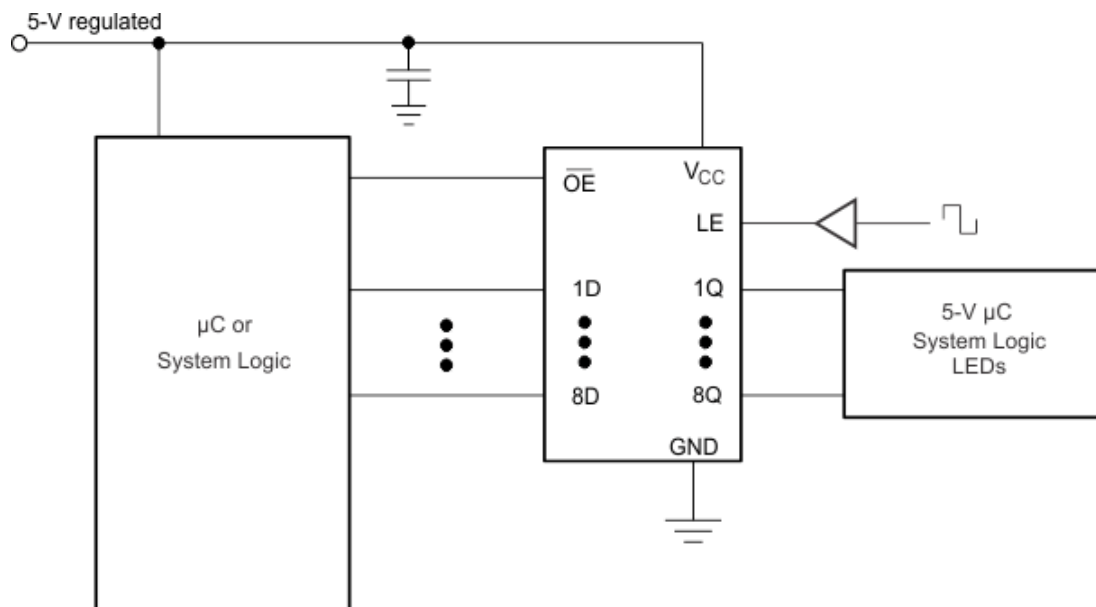 5-V regulated
OE
VCC
LE
1D
1Q
µC or
System Logic
5-V µC
System Logic
LEDs
8D
8Q
GND